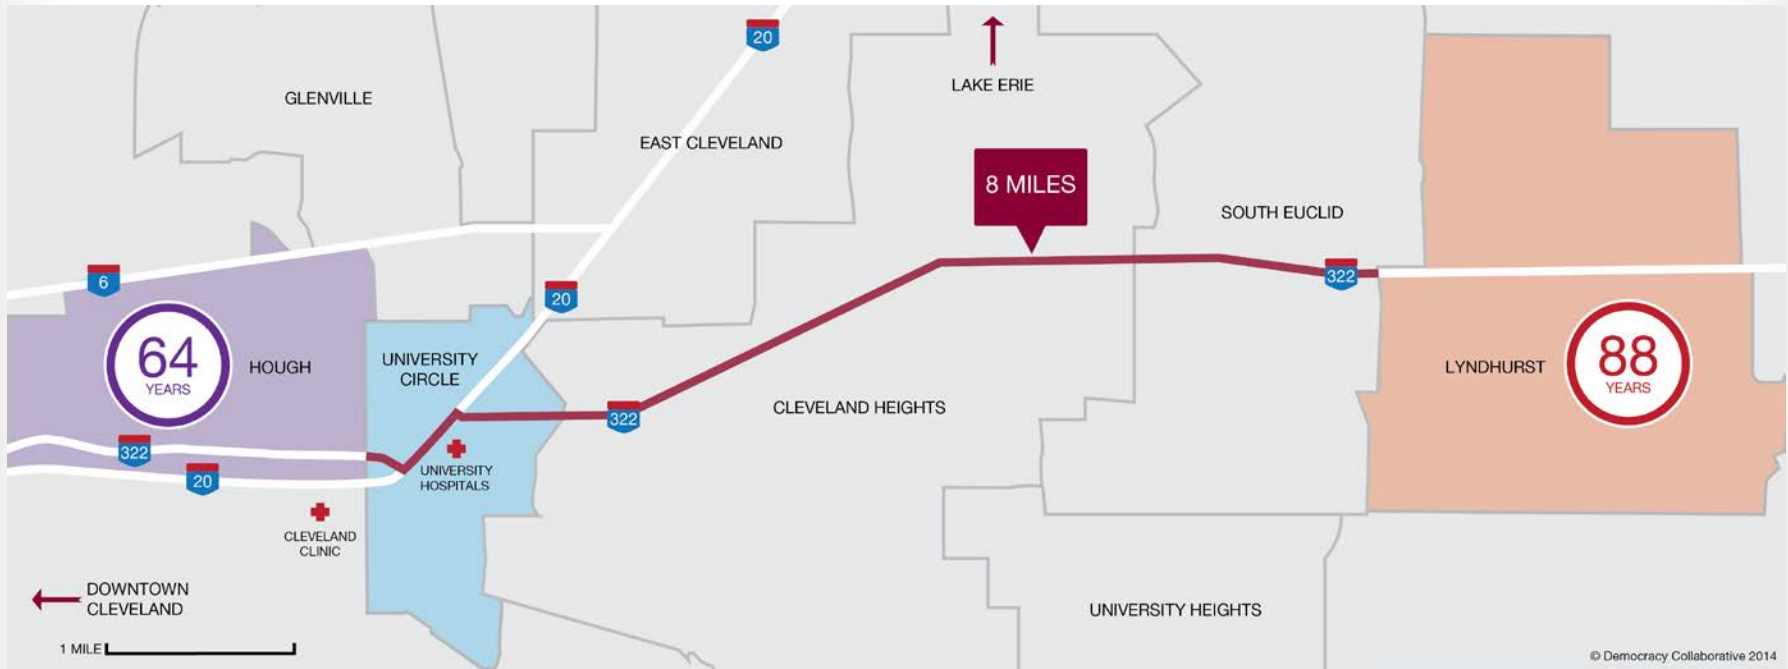 20
GLENVILLE
LAKE ERIE
EAST CLEVELAND
8 MILES
SOUTH EUCLID
6
20
322
64
YEARS
HOUGH
UNIVERSITY
CIRCLE
LYNDHURST
88
YEARS
322
CLEVELAND HEIGHTS
322
20
UNIVERSITY
HOSPITALS
CLEVELAND
CLINIC
DOWNTOWN
CLEVELAND
UNIVERSITY HEIGHTS
1 MILE
© Democracy Collaborative 2014